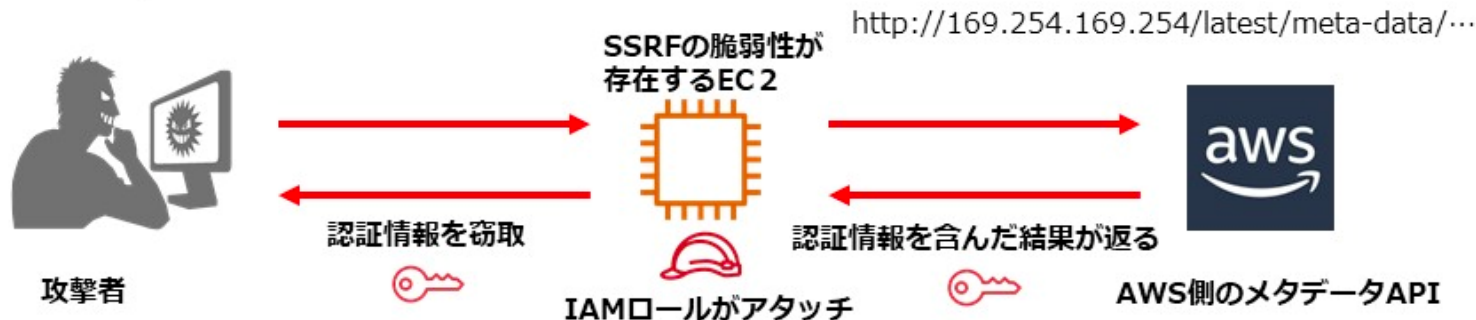 http://169.254.169.254/latest/meta-data/…
SSRFの脆弱性が
存在するEC２
aws
認証情報を窃取
認証情報を含んだ結果が返る
攻撃者
IAMロールがアタッチ
AWS側のメタデータAPI